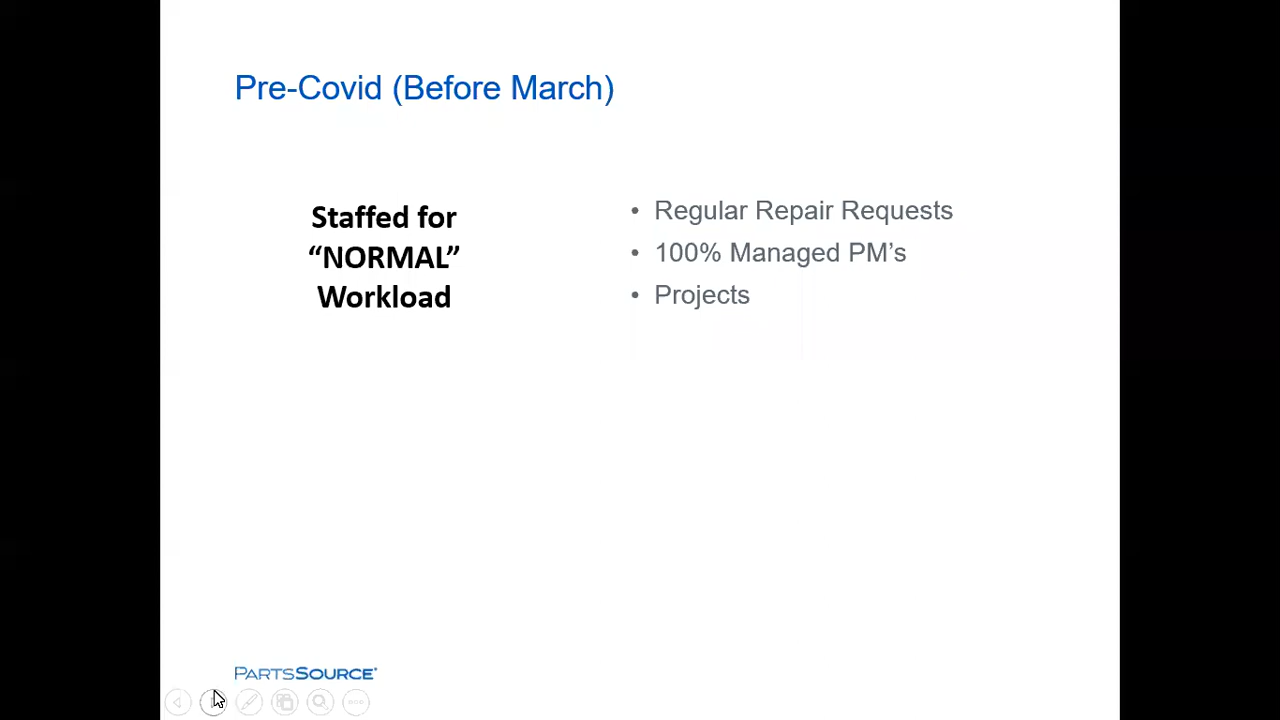 Pre-Covid (Before March)
Staffed for
“NORMAL”
Workload
• Regular Repair Requests
• 100% Managed PM’s
• Projects
PARTSSOURCE®